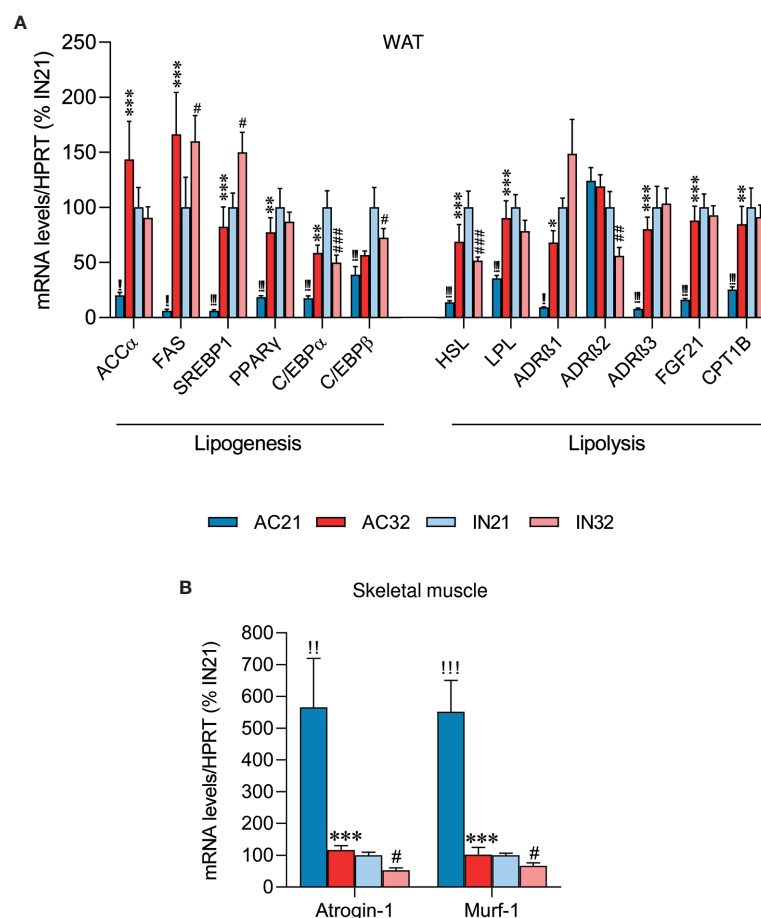 A
WAT
mRNA levels/HPRT (% IN21)
250
200
150
100
50
0
! *** ! *** # !!! *** # !!! ** !!! ** ### !!! #
!!! *** ### !!! *** ! * ## !!! *** !!! *** !!! **
ACCα FAS SREBP1 PPARγ C/EBPα C/EBPβ HSL LPL ADRß1 ADRß2 ADRß3 FGF21 CPT1B
Lipogenesis Lipolysis
AC21 AC32 IN21 IN32
B
Skeletal muscle
mRNA levels/HPRT (% IN21)
800
700
600
500
400
300
200
100
0
!! *** # !!! *** #
Atrogin-1 Murf-1